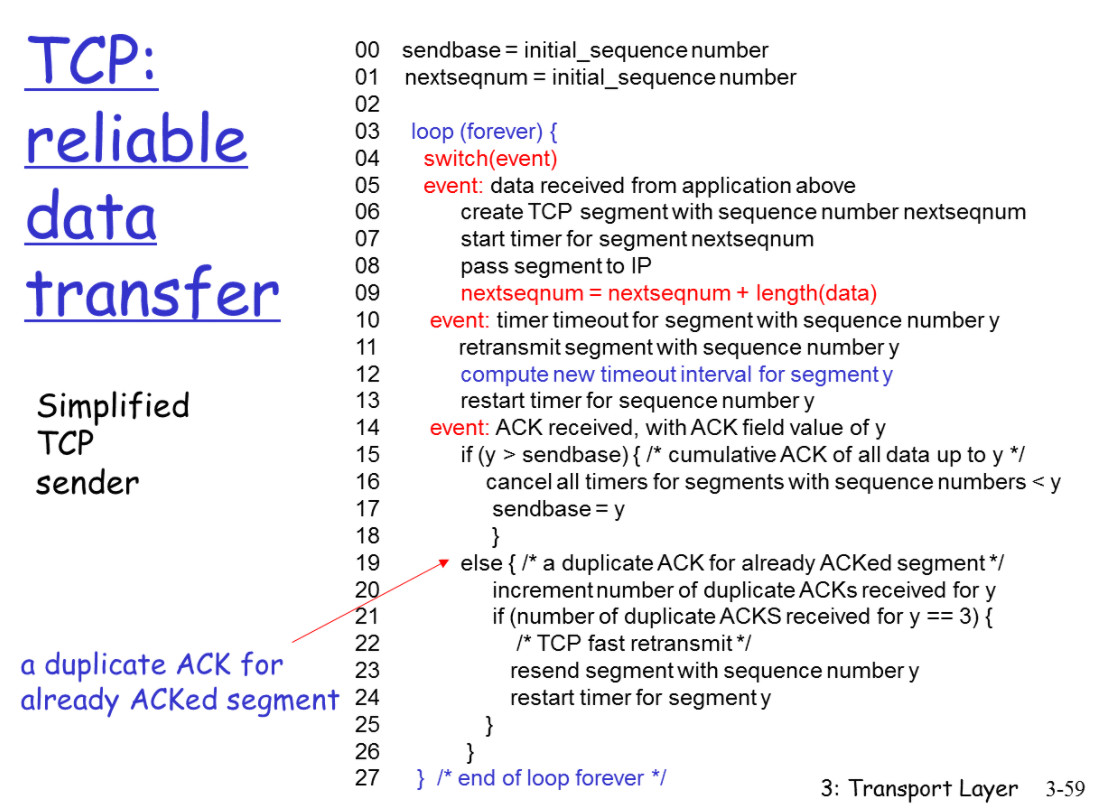 TCP:
reliable
data
transfer
Simplified
TCP
sender
a duplicate ACK for
already ACKed segment
00 sendbase = initial_sequence number
01 nextseqnum = initial_sequence number
02
03 loop (forever) {
04 switch(event)
05 event: data received from application above
06 create TCP segment with sequence number nextseqnum
07 start timer for segment nextseqnum
08 pass segment to IP
09 nextseqnum = nextseqnum + length(data)
10 event: timer timeout for segment with sequence number y
11 retransmit segment with sequence number y
12 compute new timeout interval for segment y
13 restart timer for sequence number y
14 event: ACK received, with ACK field value of y
15 if (y > sendbase) { /* cumulative ACK of all data up to y */
16 cancel all timers for segments with sequence numbers < y
17 sendbase = y
18 }
19 else { /* a duplicate ACK for already ACKed segment */
20 increment number of duplicate ACKs received for y
21 if (number of duplicate ACKS received for y == 3) {
22 /* TCP fast retransmit */
23 resend segment with sequence number y
24 restart timer for segment y
25 }
26 }
27 } /* end of loop forever */
3: Transport Layer 3-59